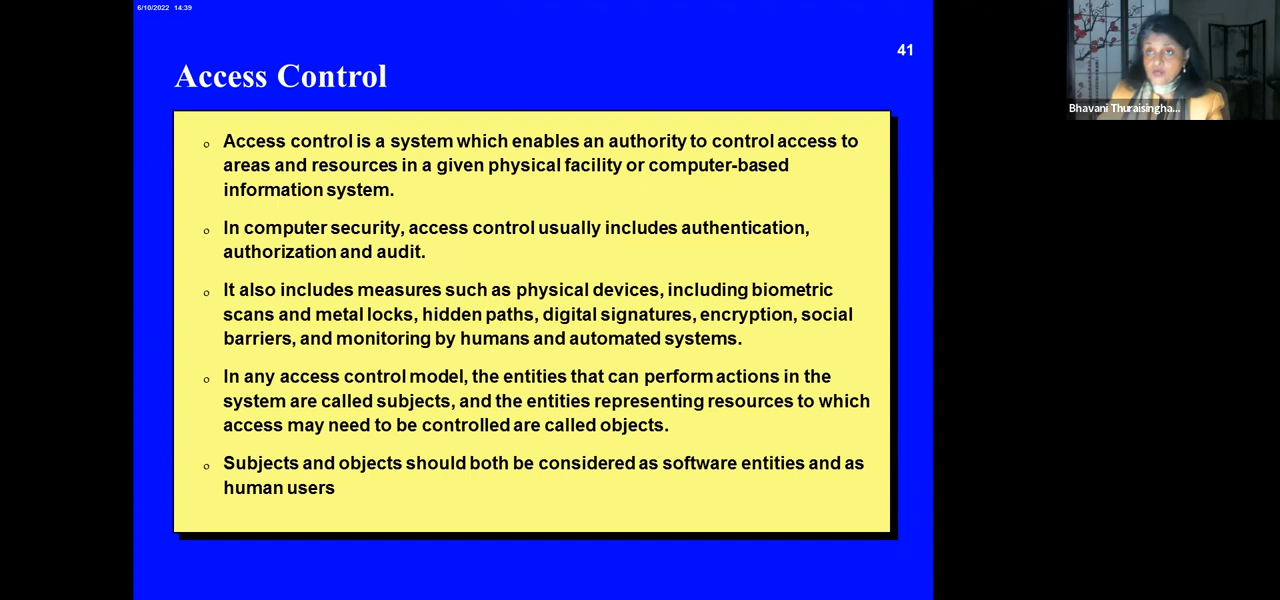 6/10/2022 14:39
41
Access Control
Bhavani Thuraisingha...
o Access control is a system which enables an authority to control access to
areas and resources in a given physical facility or computer-based
information system.
o In computer security, access control usually includes authentication,
authorization and audit.
o It also includes measures such as physical devices, including biometric
scans and metal locks, hidden paths, digital signatures, encryption, social
barriers, and monitoring by humans and automated systems.
o In any access control model, the entities that can perform actions in the
system are called subjects, and the entities representing resources to which
access may need to be controlled are called objects.
o Subjects and objects should both be considered as software entities and as
human users